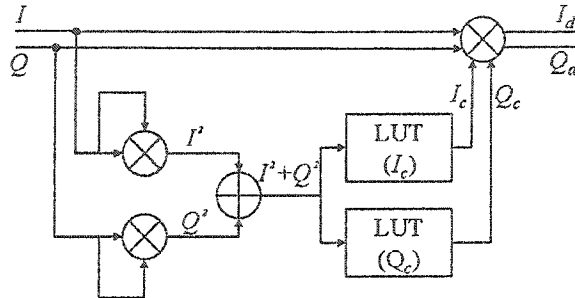 I
I_d
Q
Q_d
I_c
Q_c
I²
LUT
(I_c)
I²+Q²
Q²
LUT
(Q_c)